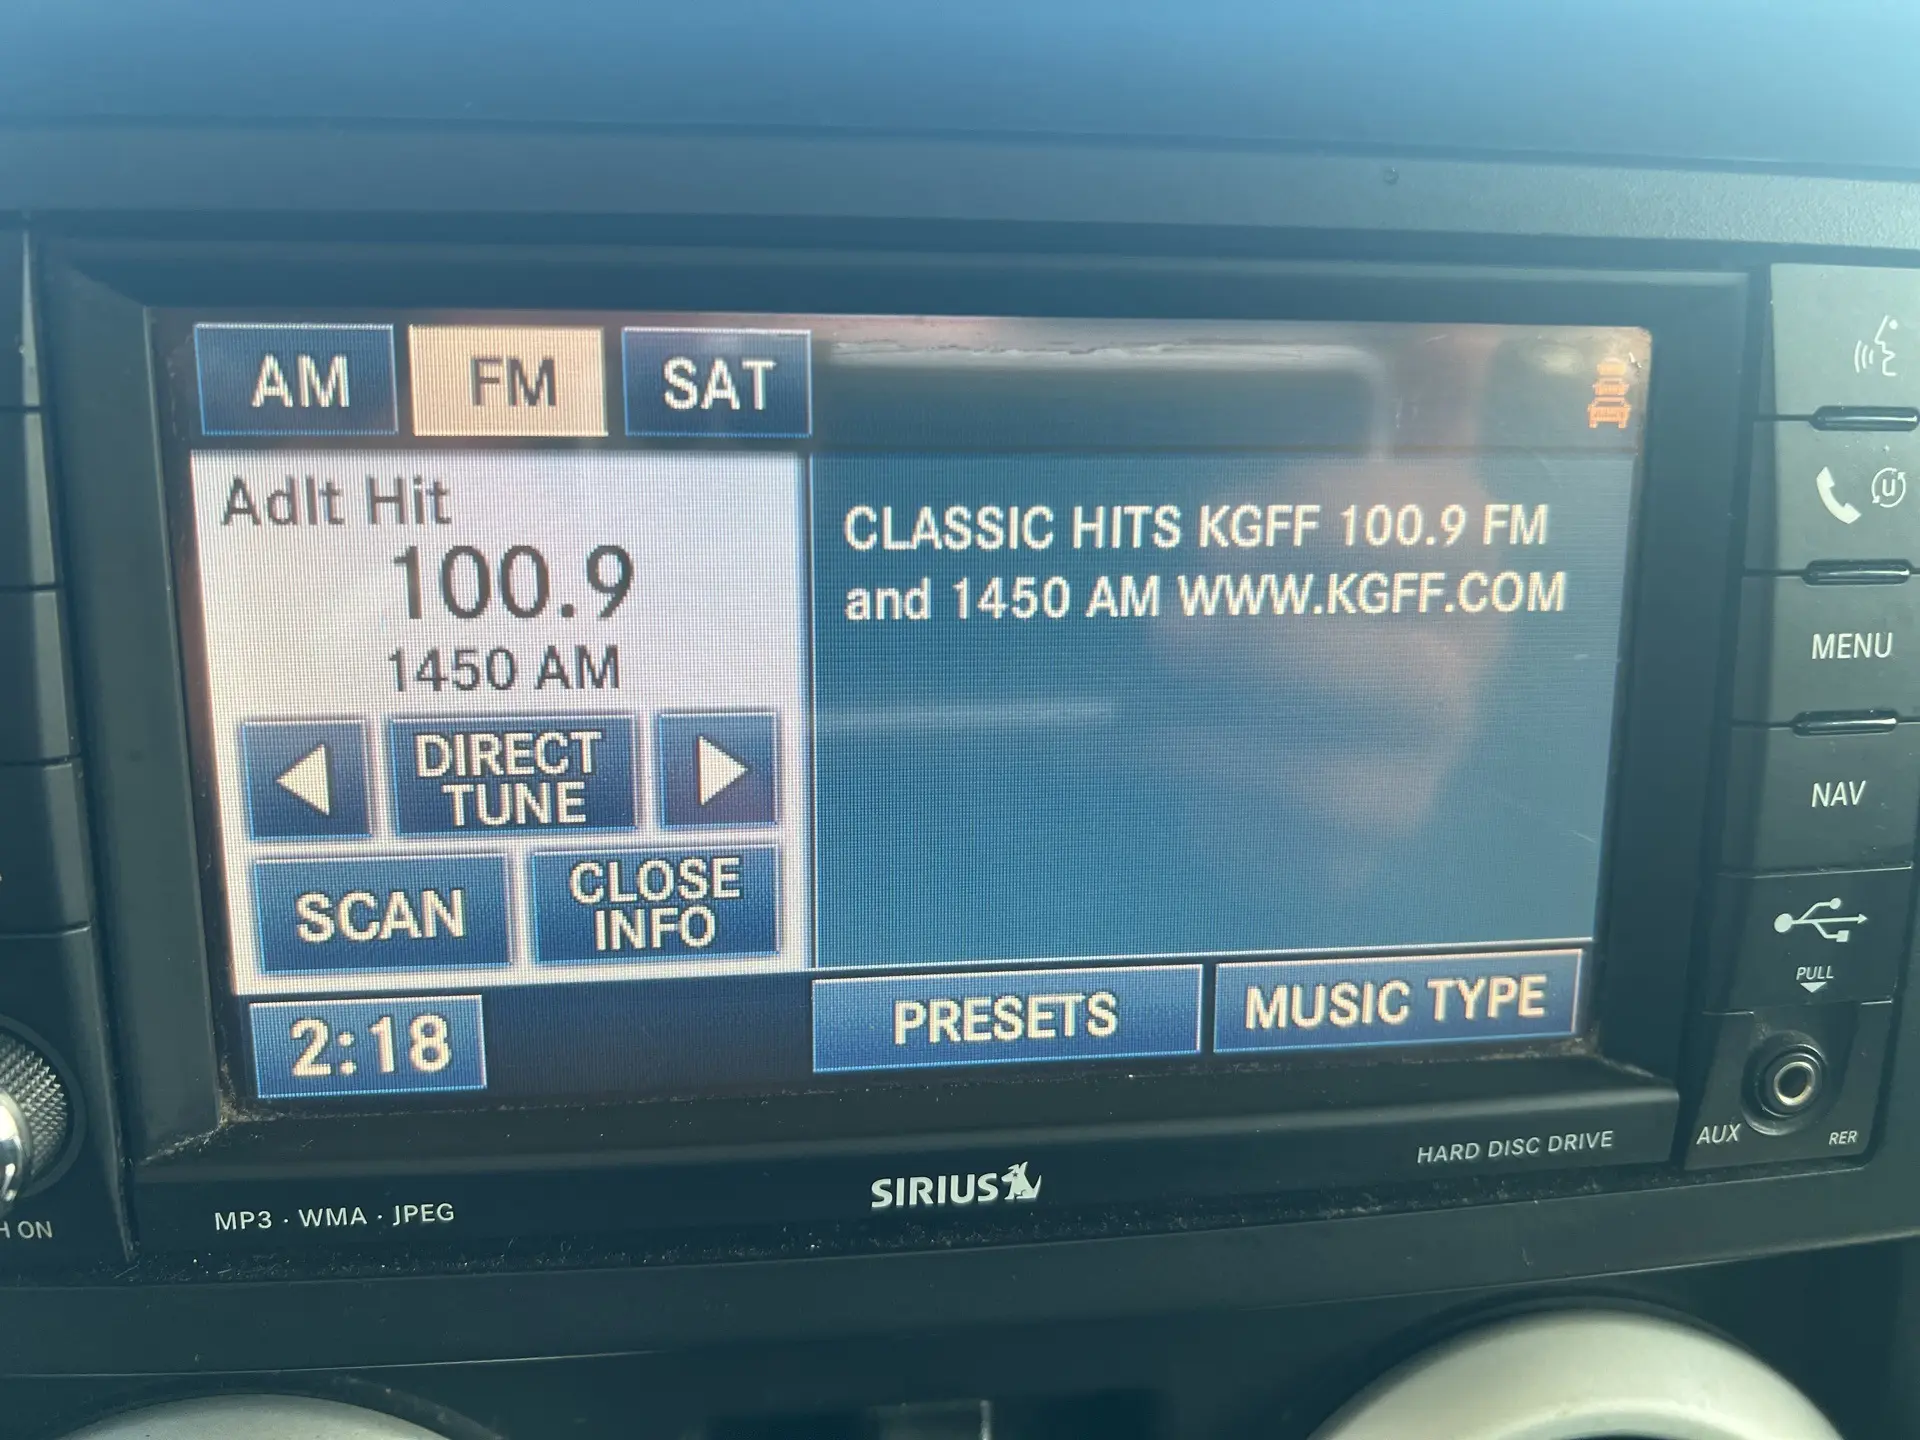 AM FM SAT
Adlt Hit
100.9
1450 AM
CLASSIC HITS KGFF 100.9 FM
and 1450 AM WWW.KGFF.COM
DIRECT
TUNE
SCAN
CLOSE
INFO
2:18
PRESETS
MUSIC TYPE
MENU
NAV
PULL
AUX
RER
HARD DISC DRIVE
SIRIUS
MP3 · WMA · JPEG
ON